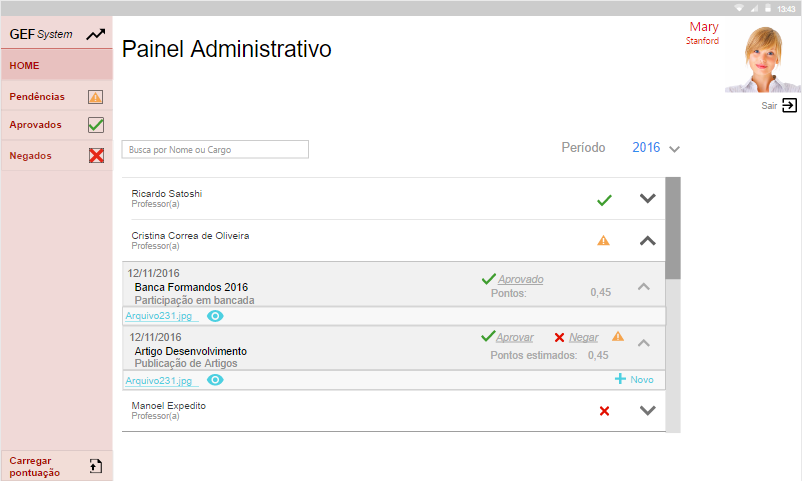 13:43
GEF System
HOME
Pendências
Aprovados
Negados
Carregar
pontuação
Painel Administrativo
Mary
Stanford
Sair
Busca por Nome ou Cargo
Período 2016
Ricardo Satoshi
Professor(a)
Cristina Correa de Oliveira
Professor(a)
12/11/2016
Aprovado
Banca Formandos 2016
Pontos: 0,45
Participação em bancada
Arquivo231.jpg
12/11/2016
Aprovar Negar
Artigo Desenvolvimento
Pontos estimados: 0,45
Publicação de Artigos
Arquivo231.jpg
Novo
Manoel Expedito
Professor(a)